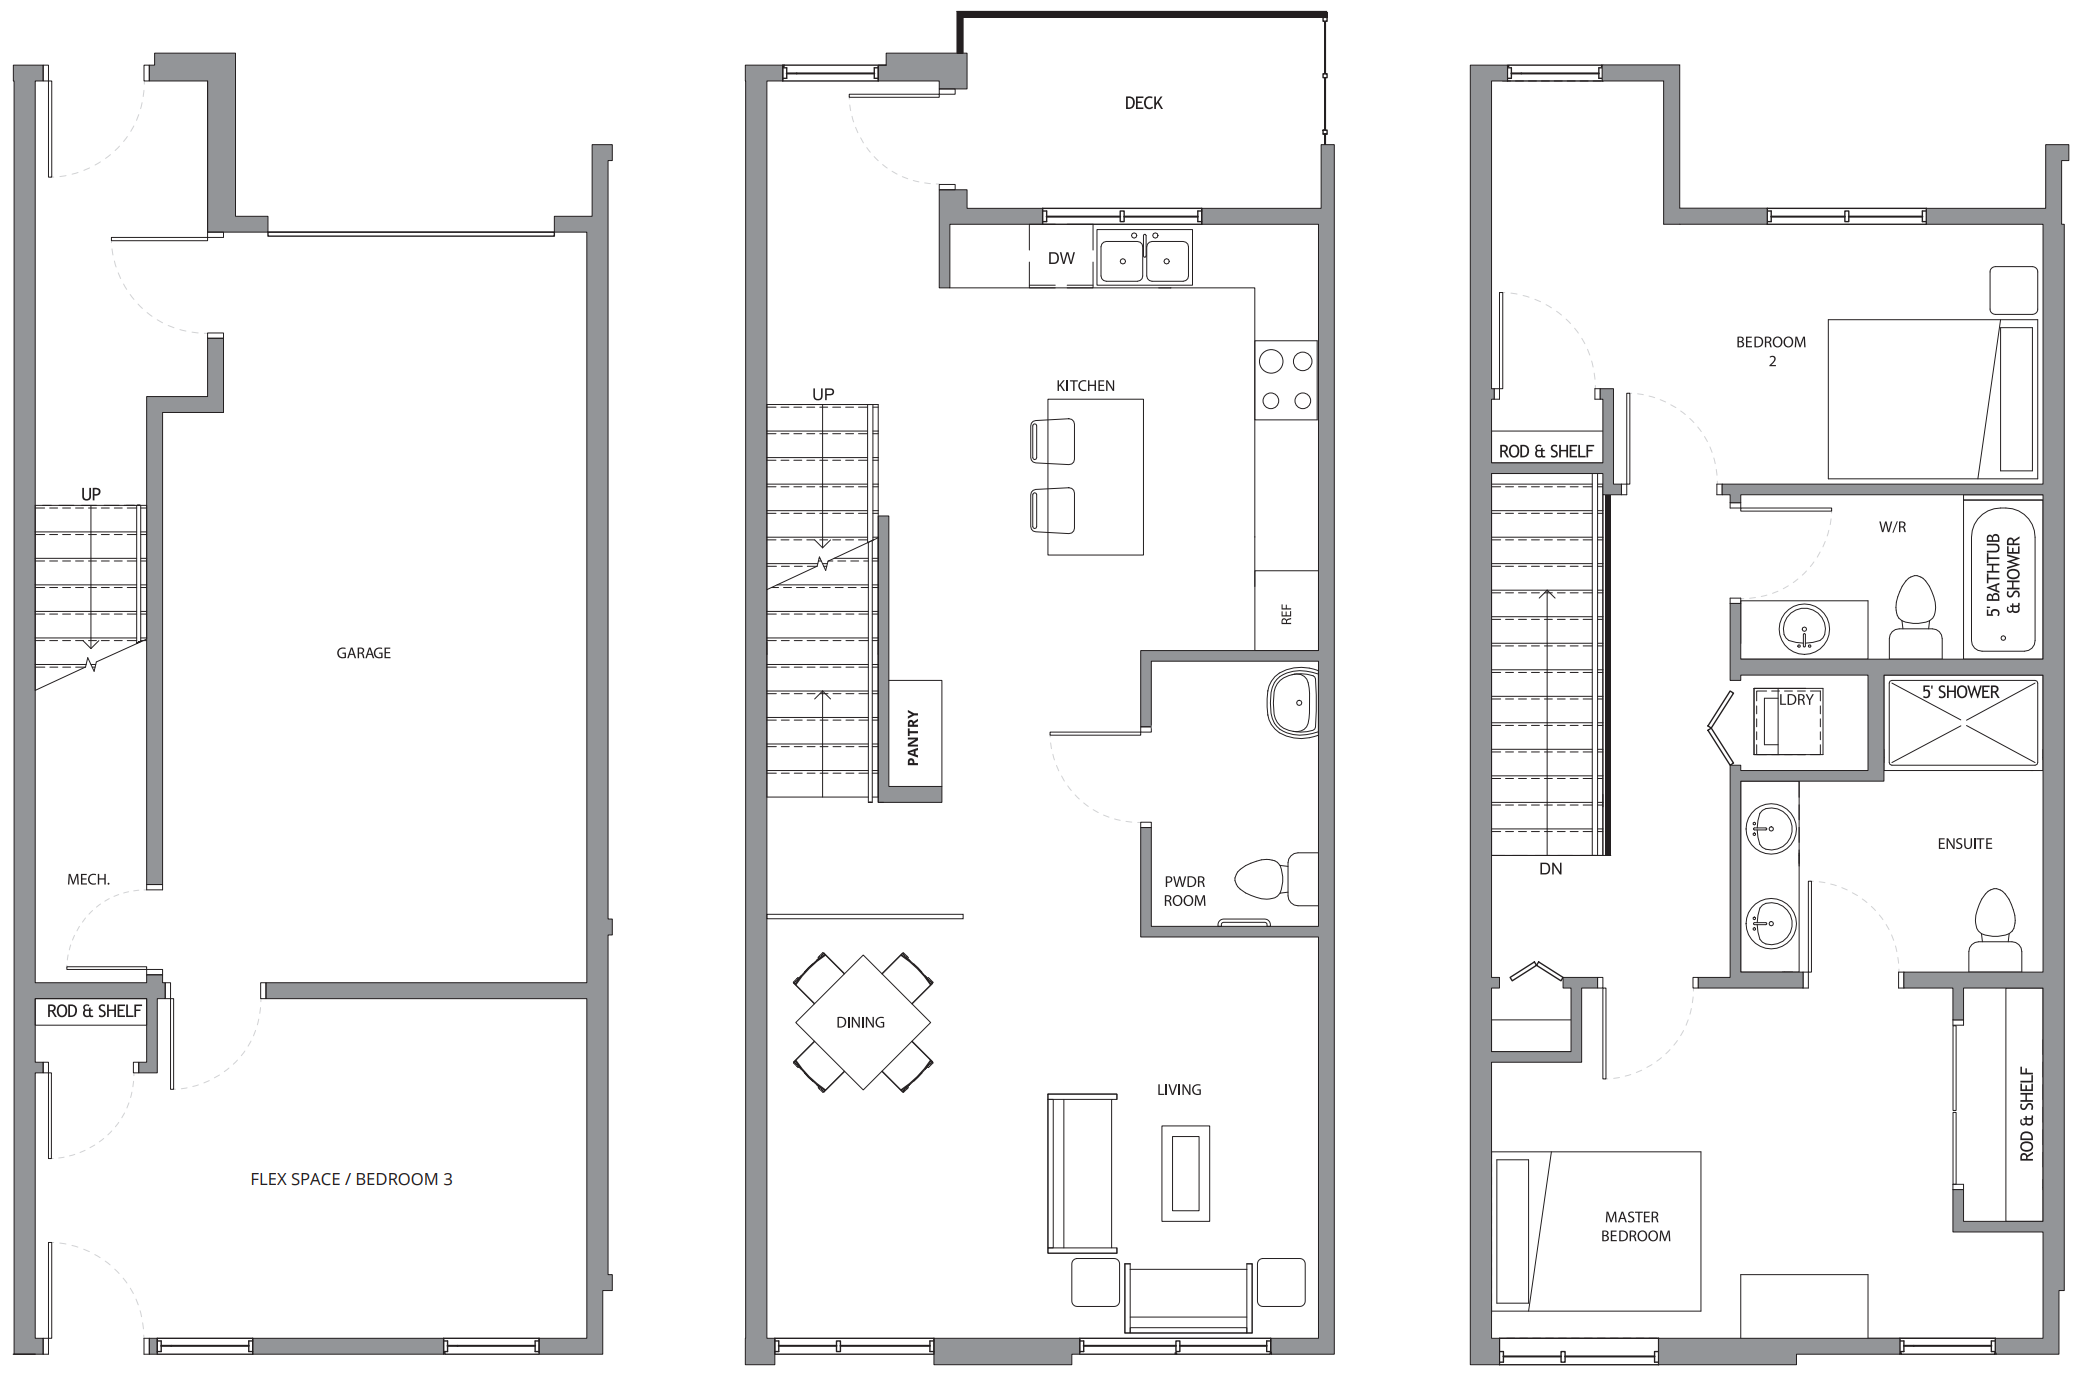 UP
GARAGE
MECH.
ROD & SHELF
FLEX SPACE / BEDROOM 3
DECK
DW
KITCHEN
UP
REF
PANTRY
PWDR
ROOM
DINING
LIVING
BEDROOM
2
ROD & SHELF
W/R
5' BATHTUB
& SHOWER
5' SHOWER
LDRY
ENSUITE
DN
ROD & SHELF
MASTER
BEDROOM